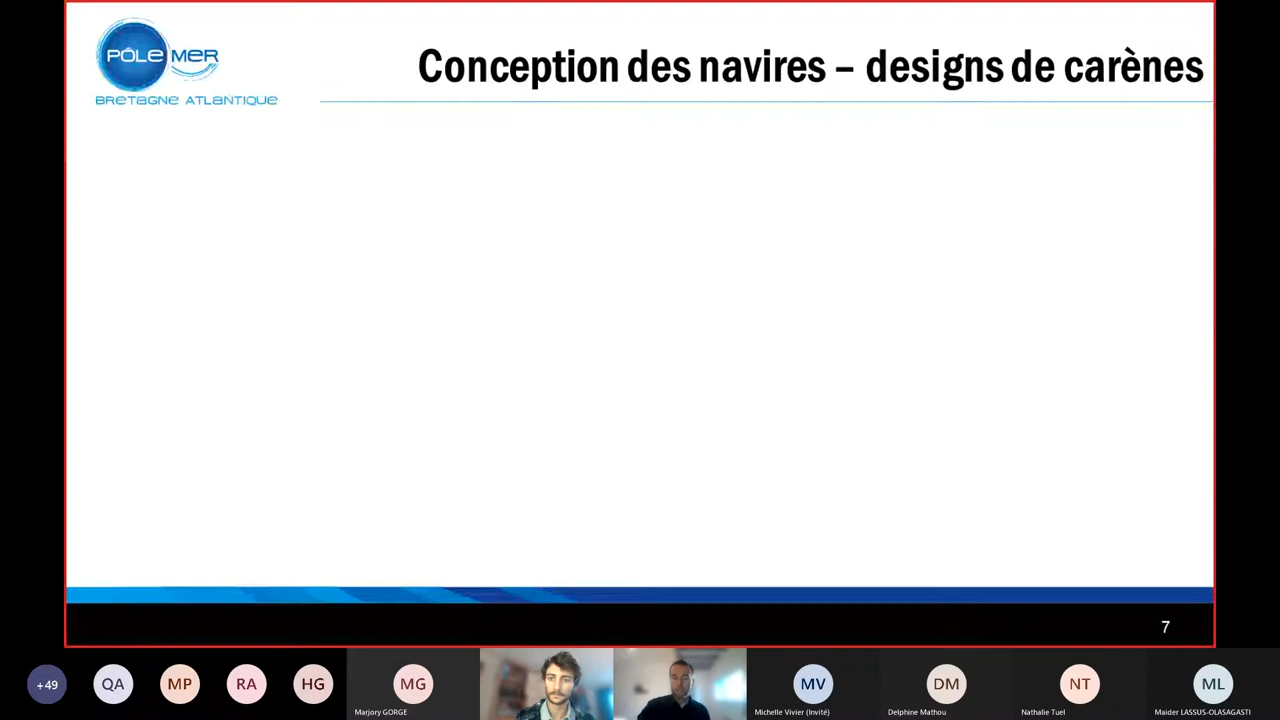 PÔLE MER
BRETAGNE ATLANTIQUE
Conception des navires – designs de carènes
7
+49
QA
MP
RA
HG
MG
Marjory GORGE
MV
Michelle Vivier (Invité)
DM
Delphine Mathou
NT
Nathalie Tuel
ML
Maider LASSUS-OLASAGASTI